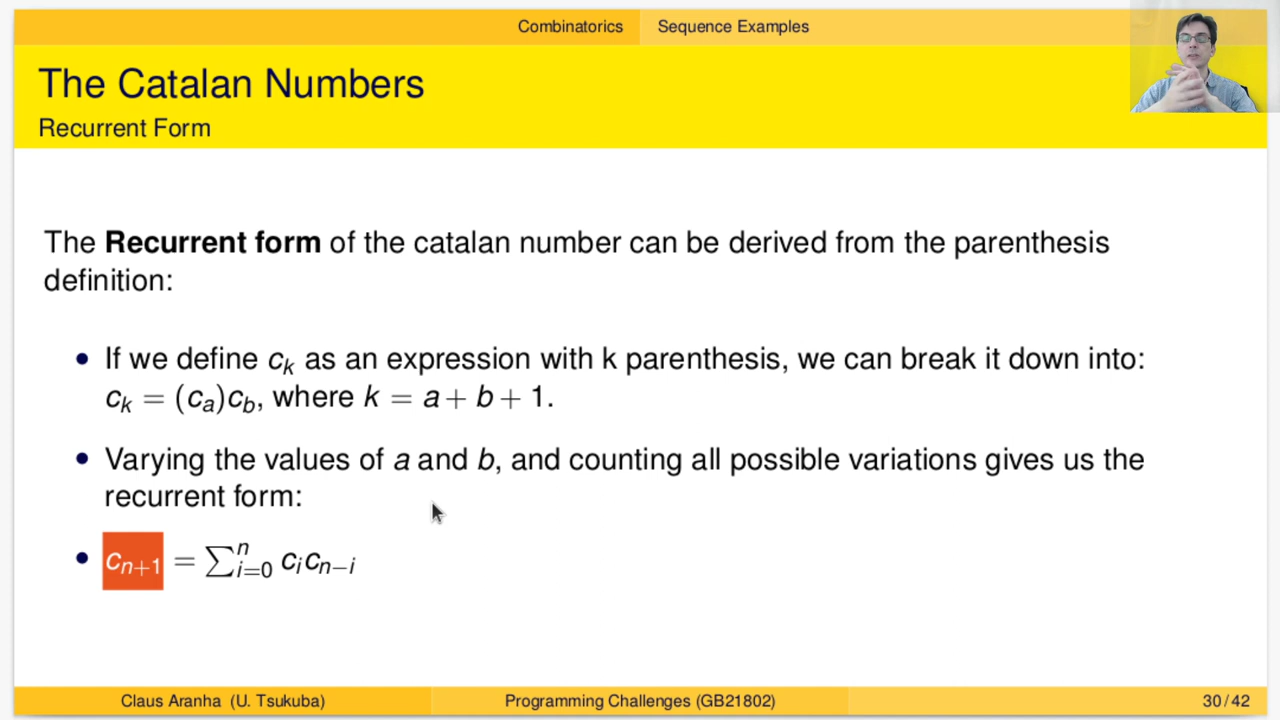 Combinatorics Sequence Examples
The Catalan Numbers
Recurrent Form
The Recurrent form of the catalan number can be derived from the parenthesis
definition:
• If we define c_k as an expression with k parenthesis, we can break it down into:
c_k = (c_a)c_b, where k = a + b + 1.
• Varying the values of a and b, and counting all possible variations gives us the
recurrent form:
• c_{n+1} = ∑_{i=0}^{n} c_i c_{n−i}
Claus Aranha (U. Tsukuba) Programming Challenges (GB21802) 30/42